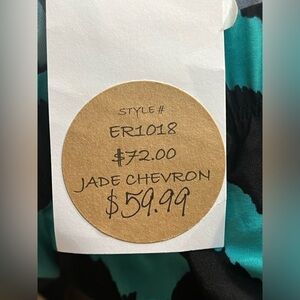 STYLE #
ER1018
$72.00
JADE CHEVRON
$59.99